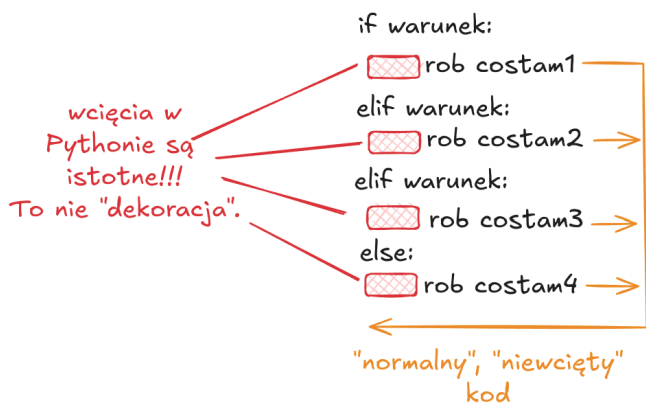 if warunek:
rob costam1
elif warunek:
rob costam2
elif warunek:
rob costam3
else:
rob costam4
wcięcia w
Pythonie są
istotne!!!
To nie "dekoracja".
"normalny", "niewcięty"
kod